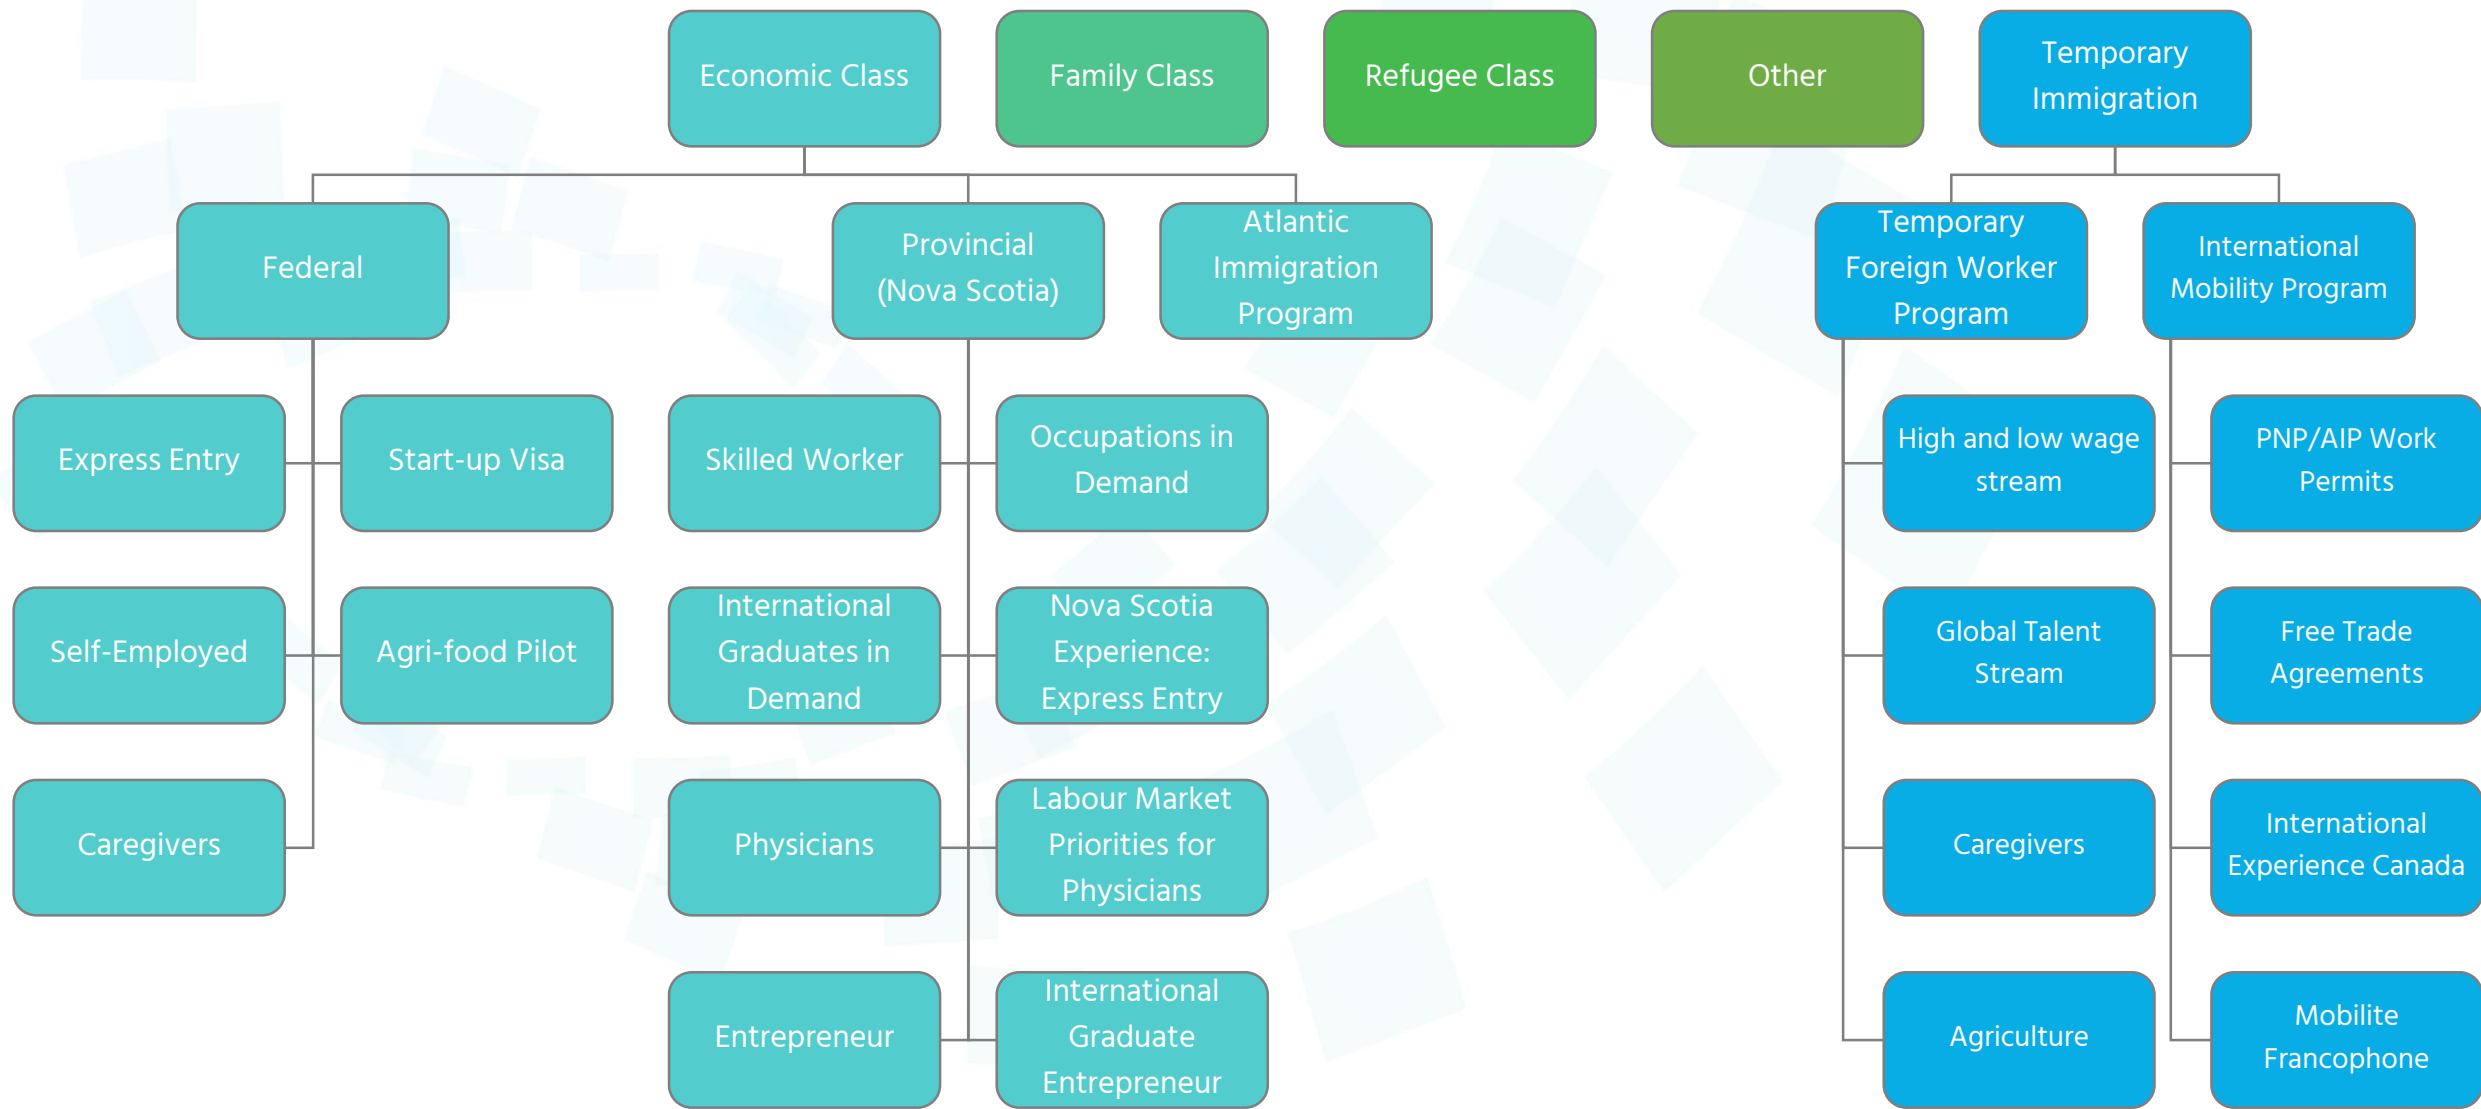 Economic Class
Family Class
Refugee Class
Other
Temporary
Immigration
Federal
Provincial
(Nova Scotia)
Atlantic
Immigration
Program
Temporary
Foreign Worker
Program
International
Mobility Program
Express Entry
Start-up Visa
Skilled Worker
Occupations in
Demand
High and low wage
stream
PNP/AIP Work
Permits
Self-Employed
Agri-food Pilot
International
Graduates in
Demand
Nova Scotia
Experience:
Express Entry
Global Talent
Stream
Free Trade
Agreements
Caregivers
Physicians
Labour Market
Priorities for
Physicians
Caregivers
International
Experience Canada
Entrepreneur
International
Graduate
Entrepreneur
Agriculture
Mobilite
Francophone